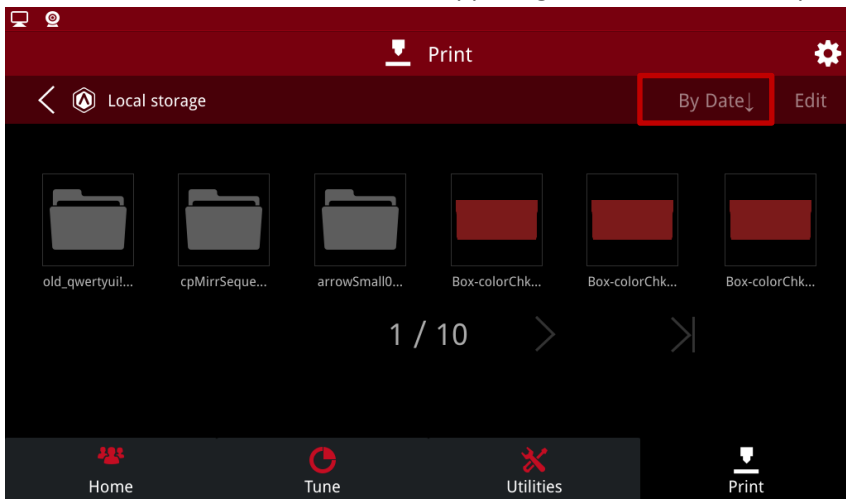 Print
Local storage
By Date↓
Edit
old_qwertyui!...
cpMirrSeque...
arrowSmall0...
Box-colorChk...
Box-colorChk...
Box-colorChk...
1 / 10
Home
Tune
Utilities
Print